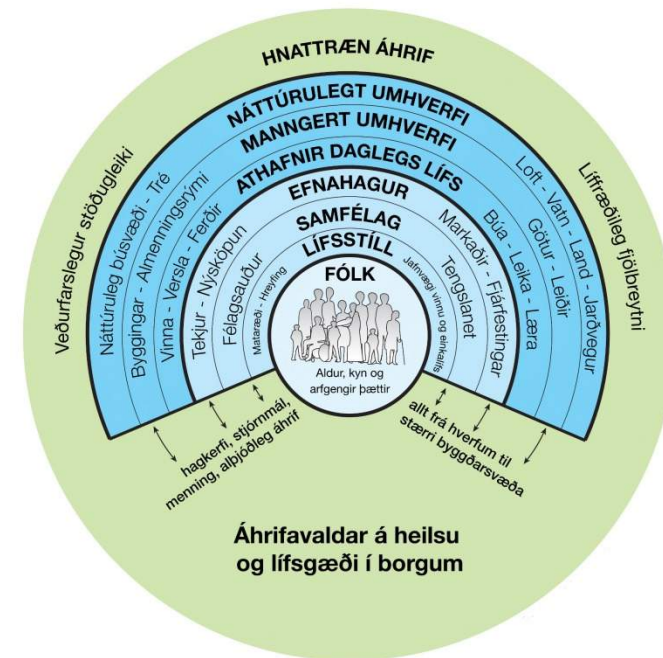 HNATTRÆN ÁHRIF
Veðurfarslegur stöðugleiki
Líffræðileg fjölbreytni
NÁTTÚRULEGT UMHVERFI
Náttúruleg búsvæði - Tré
Loft - Vatn - Land - Jarðvegur
MANNGERT UMHVERFI
Byggingar - Almenningsrými
Götur - Leiðir
ATHAFNIR DAGLEGS LÍFS
Vinna - Versla - Ferðir
Búa - Leika - Læra
EFNAHAGUR
Tekjur - Nýsköpun
Markaðir - Fjárfestingar
SAMFÉLAG
Félagsauður
Tengslanet
LÍFSSTÍLL
Mataræði - Hreyfing
Jafnvægi vinnu og einkalífs
FÓLK
Aldur, kyn og
arfgengir þættir
hagkerfi, stjórnmál,
menning, alþjóðleg áhrif
allt frá hverfum til
stærri byggðarsvæða
Áhrifavaldar á heilsu
og lífsgæði í borgum